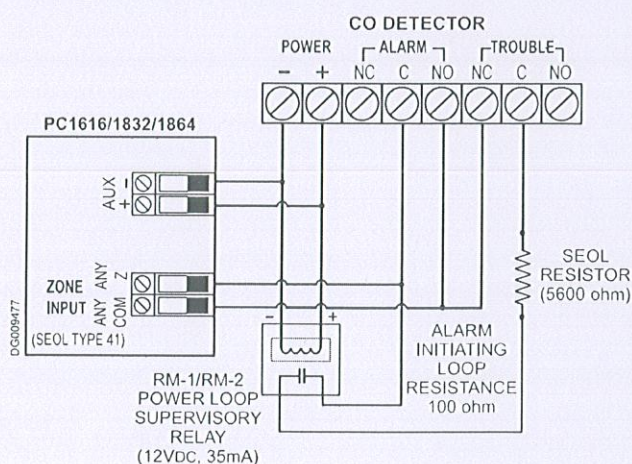 CO DETECTOR
POWER ALARM TROUBLE
- + NC C NO NC C NO
PC1616/1832/1864
AUX
-
+
ZONE
INPUT
ANY
Z
ANY
COM
(SEOL TYPE 41)
DG009477
SEOL
RESISTOR
(5600 ohm)
- +
ALARM
INITIATING
LOOP
RESISTANCE
100 ohm
RM-1/RM-2
POWER LOOP
SUPERVISORY
RELAY
(12VDC, 35mA)